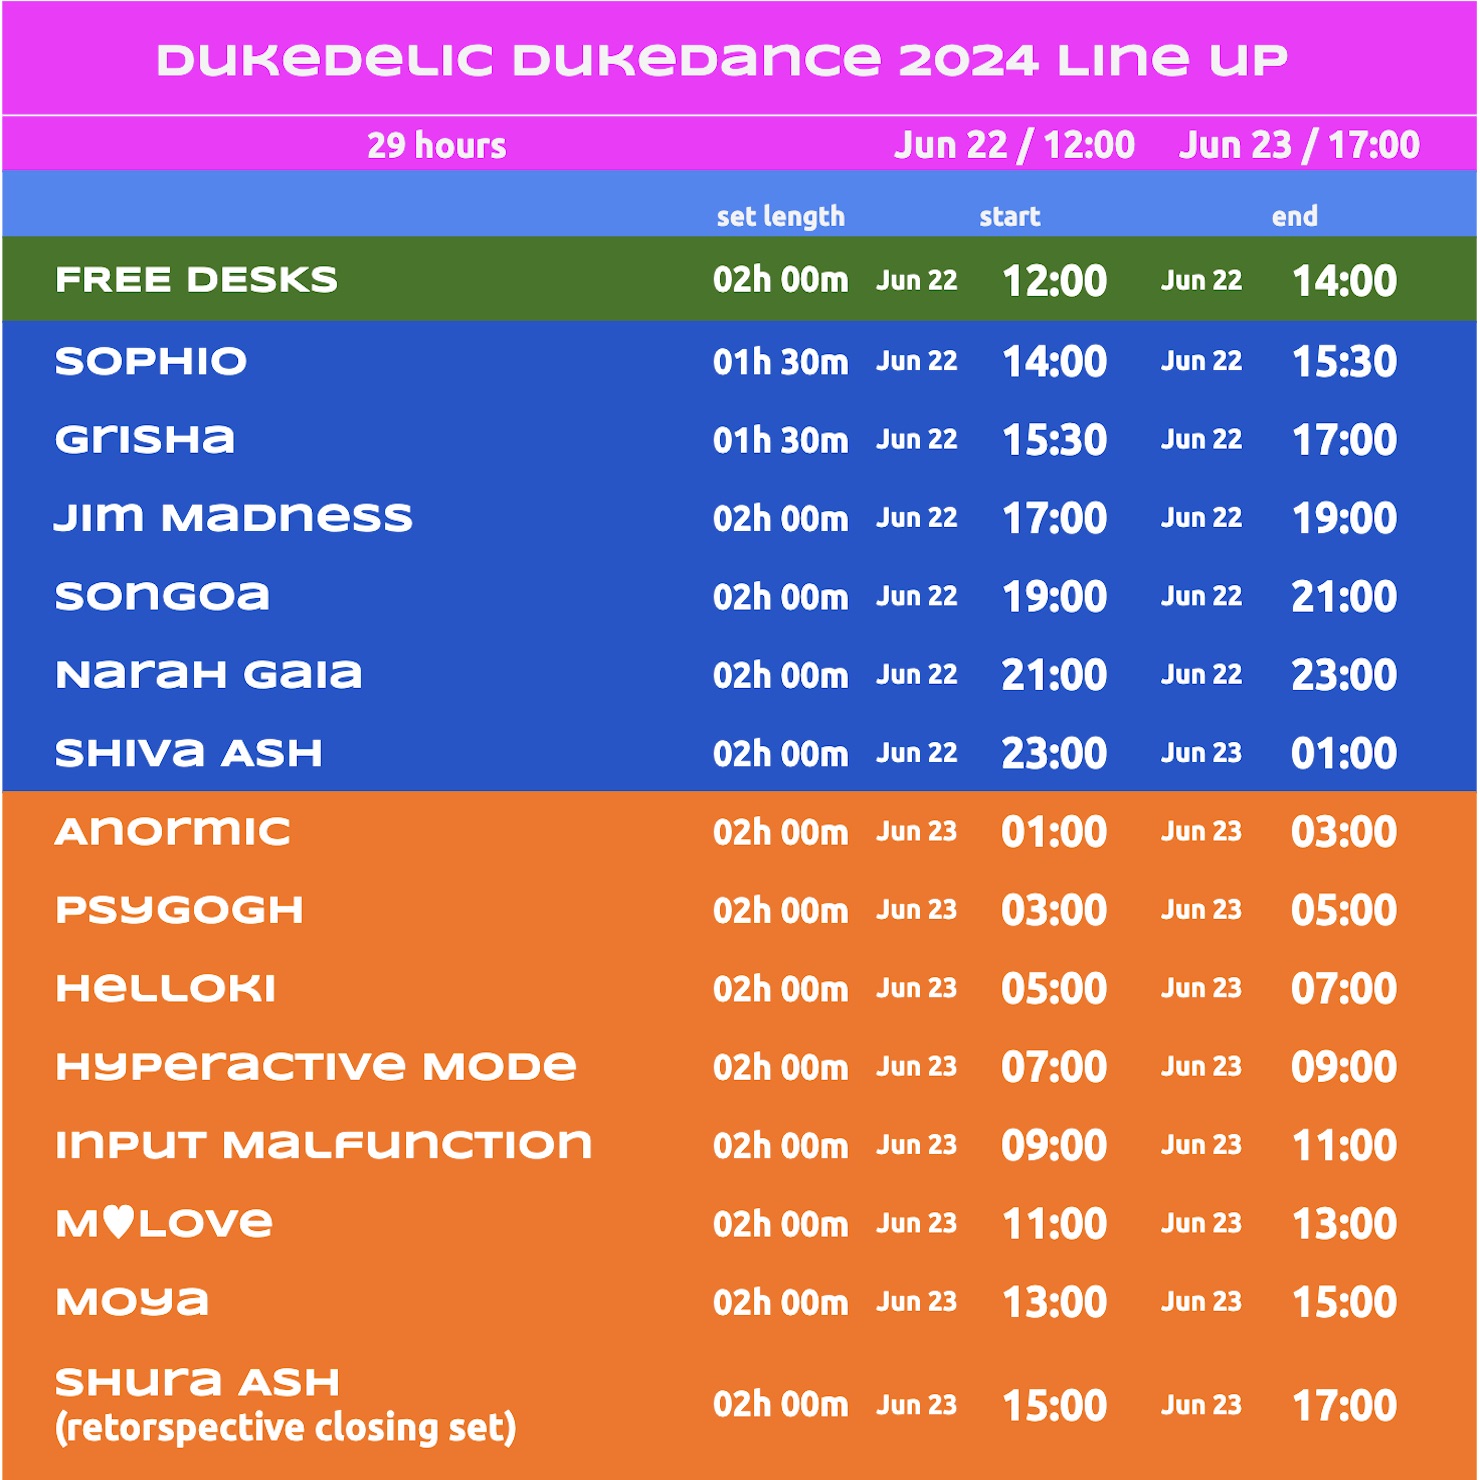 DUKEDELIC DUKEDANCE 2024 LINE UP
29 hours Jun 22 / 12:00 Jun 23 / 17:00
set length start end
FREE DESKS 02h 00m Jun 22 12:00 Jun 22 14:00
SOPHIO 01h 30m Jun 22 14:00 Jun 22 15:30
GrISHa 01h 30m Jun 22 15:30 Jun 22 17:00
JIm MaDness 02h 00m Jun 22 17:00 Jun 22 19:00
SonGoa 02h 00m Jun 22 19:00 Jun 22 21:00
NaraH GaIa 02h 00m Jun 22 21:00 Jun 22 23:00
SHIva ASH 02h 00m Jun 22 23:00 Jun 23 01:00
AnormIC 02h 00m Jun 23 01:00 Jun 23 03:00
PsyGOGH 02h 00m Jun 23 03:00 Jun 23 05:00
HeLLOKI 02h 00m Jun 23 05:00 Jun 23 07:00
HyPeraCTIve MODe 02h 00m Jun 23 07:00 Jun 23 09:00
InPUT MaLFUnCTIOn 02h 00m Jun 23 09:00 Jun 23 11:00
M♥Love 02h 00m Jun 23 11:00 Jun 23 13:00
Moya 02h 00m Jun 23 13:00 Jun 23 15:00
SHUra ASH
(retorspective closing set) 02h 00m Jun 23 15:00 Jun 23 17:00